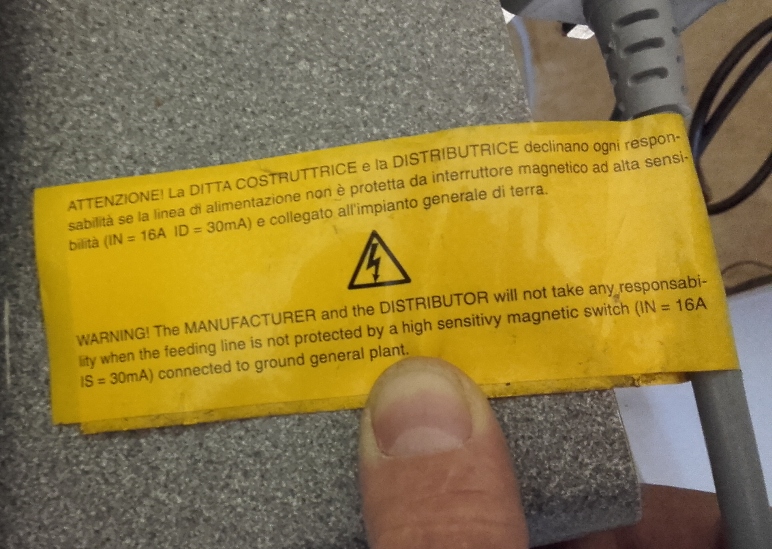 ATTENZIONE! La DITTA COSTRUTTRICE e la DISTRIBUTRICE declinano ogni respon-
sabilità se la linea di alimentazione non è protetta da interruttore magnetico ad alta sensi-
bilità (IN = 16A ID = 30mA) e collegato all'impianto generale di terra.
WARNING! The MANUFACTURER and the DISTRIBUTOR will not take any responsabi-
lity when the feeding line is not protected by a high sensitivy magnetic switch (IN = 16A
IS = 30mA) connected to ground general plant.